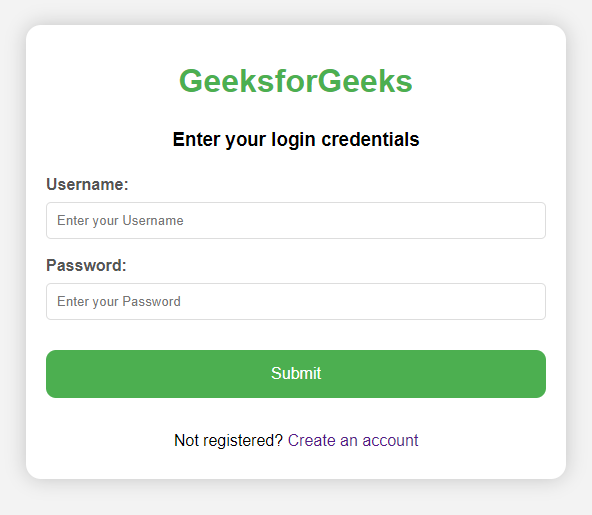 GeeksforGeeks
Enter your login credentials
Username:
Enter your Username
Password:
Enter your Password
Submit
Not registered? Create an account